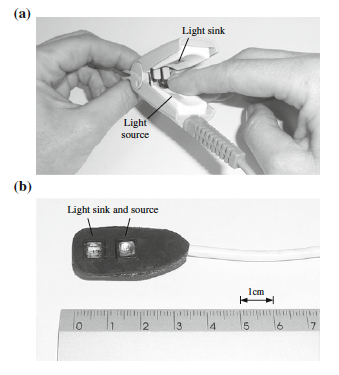 (a)
Light sink
Light
source
(b)
Light sink and source
1cm
0 1 2 3 4 5 6 7